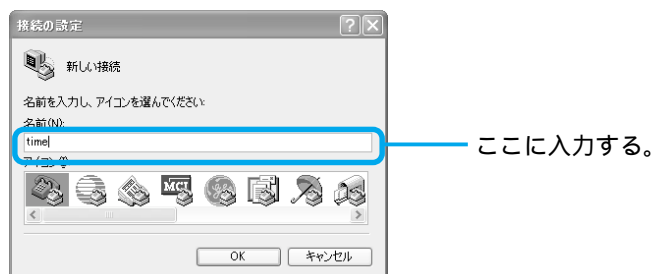 接続の設定
新しい接続
名前を入力し、アイコンを選んでください:
名前(N):
time
ここに入力する。
アイコン(I):
MCI
OK
キャンセル